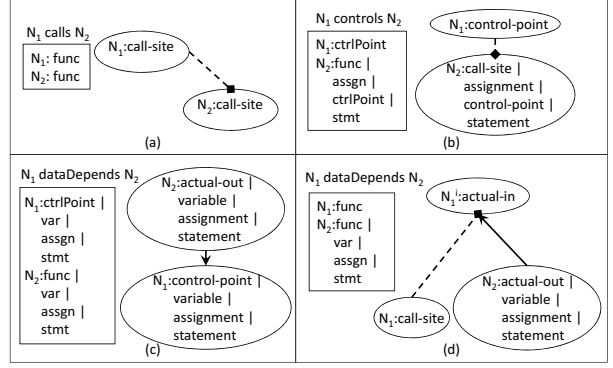 N₁ calls N₂
N₁: func
N₂: func
N₁:call-site
N₂:call-site
(a)
N₁ controls N₂
N₁:ctrlPoint
N₂:func |
assgn |
ctrlPoint |
stmt
N₁:control-point
N₂:call-site |
assignment |
control-point |
statement
(b)
N₁ dataDepends N₂
N₁:ctrlPoint |
var |
assgn |
stmt
N₂:func |
var |
assgn |
stmt
N₂:actual-out |
variable |
assignment |
statement
N₁:control-point |
variable |
assignment |
statement
(c)
N₁ dataDepends N₂
N₁:func
N₂:func |
var |
assgn |
stmt
N₁ⁱ:actual-in
N₁:call-site
N₂:actual-out |
variable |
assignment |
statement
(d)